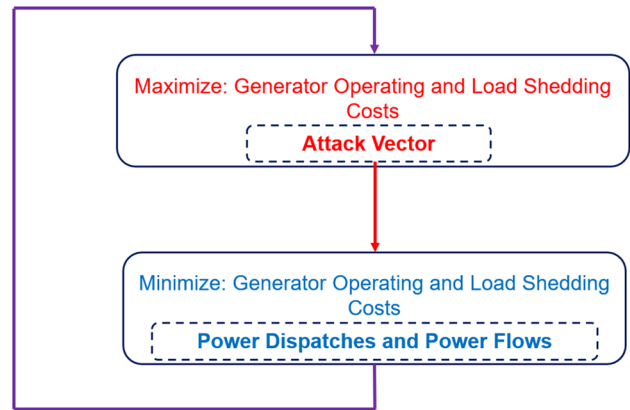 Maximize: Generator Operating and Load Shedding
Costs
Attack Vector
Minimize: Generator Operating and Load Shedding
Costs
Power Dispatches and Power Flows